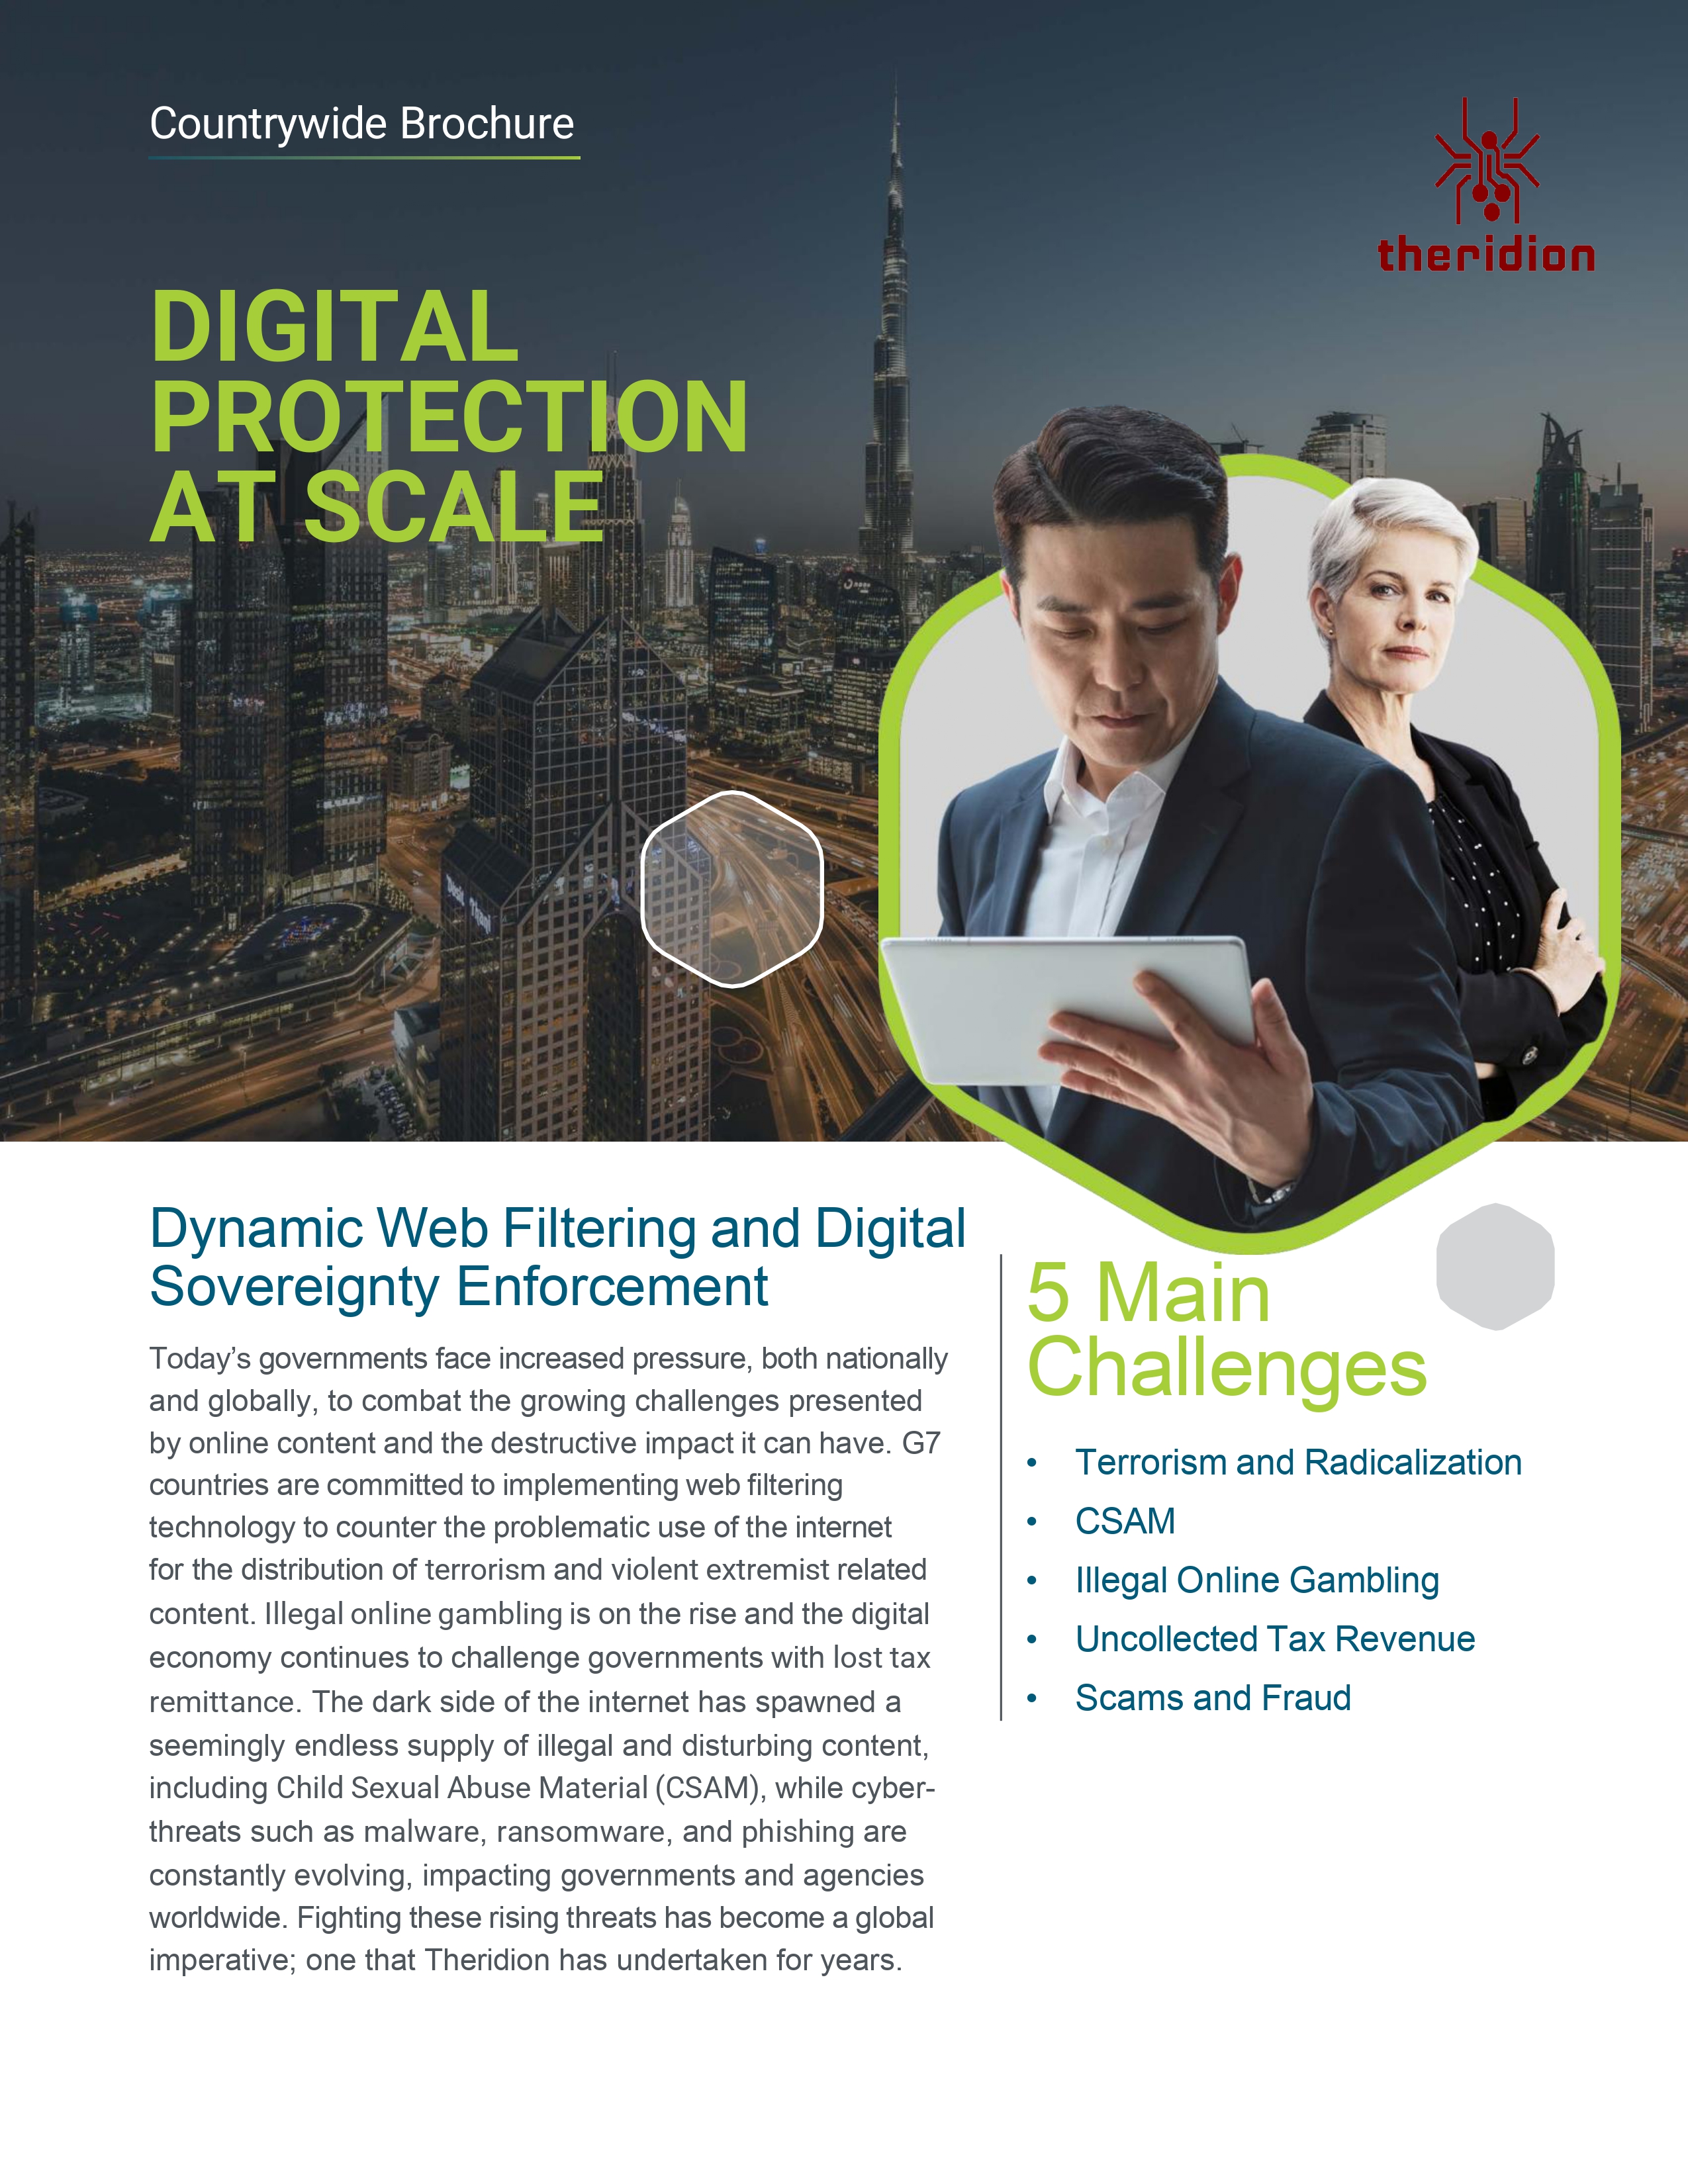 Countrywide Brochure
theridion
DIGITAL
PROTECTION
AT SCALE
Dynamic Web Filtering and Digital
Sovereignty Enforcement
Today’s governments face increased pressure, both nationally
and globally, to combat the growing challenges presented
by online content and the destructive impact it can have. G7
countries are committed to implementing web filtering
technology to counter the problematic use of the internet
for the distribution of terrorism and violent extremist related
content. Illegal online gambling is on the rise and the digital
economy continues to challenge governments with lost tax
remittance. The dark side of the internet has spawned a
seemingly endless supply of illegal and disturbing content,
including Child Sexual Abuse Material (CSAM), while cyber-
threats such as malware, ransomware, and phishing are
constantly evolving, impacting governments and agencies
worldwide. Fighting these rising threats has become a global
imperative; one that Theridion has undertaken for years.
5 Main
Challenges
• Terrorism and Radicalization
• CSAM
• Illegal Online Gambling
• Uncollected Tax Revenue
• Scams and Fraud